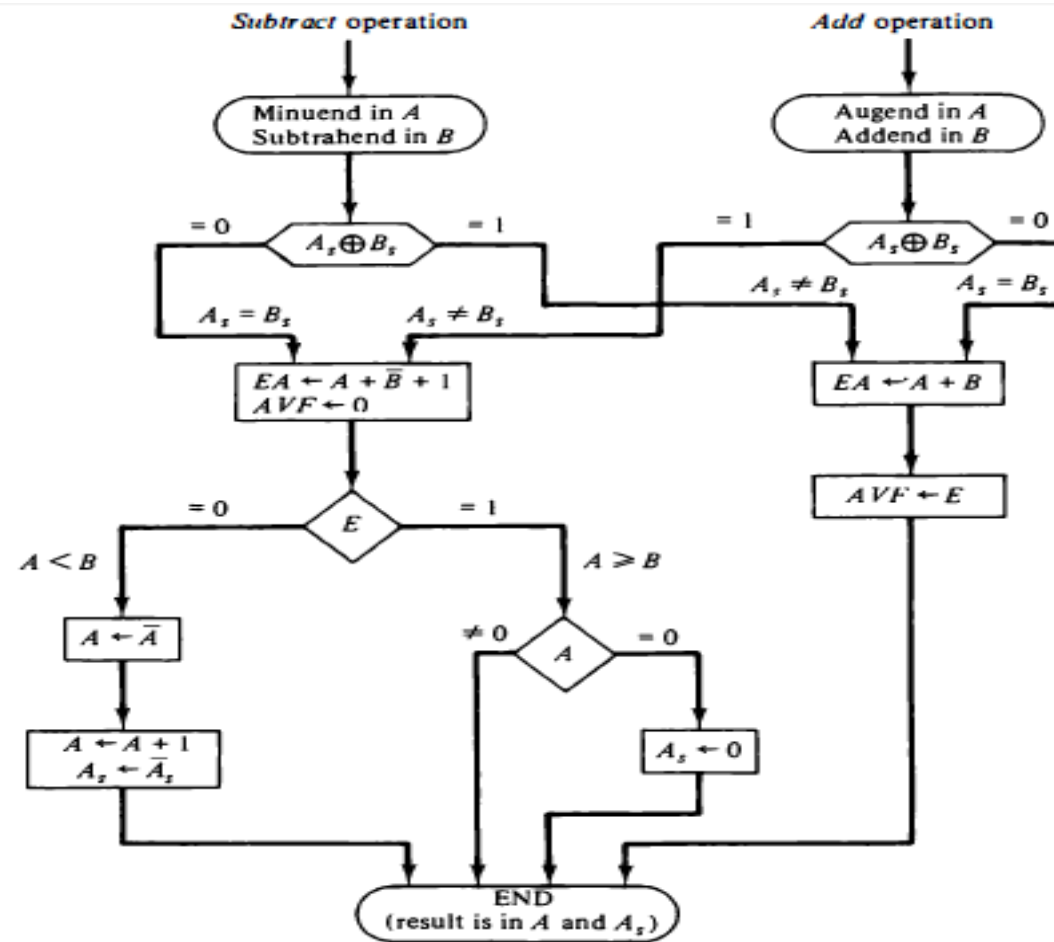 Subtract operation
Add operation
Minuend in A
Subtrahend in B
Augend in A
Addend in B
= 0
A_s ⊕ B_s
= 1
= 1
A_s ⊕ B_s
= 0
A_s = B_s
A_s ≠ B_s
A_s ≠ B_s
A_s = B_s
EA ← A + B̅ + 1
AVF ← 0
EA ← A + B
AVF ← E
= 0
E
= 1
A < B
A ⩾ B
A ← A̅
≠ 0
A
= 0
A ← A + 1
A_s ← A̅_s
A_s ← 0
END
(result is in A and A_s)